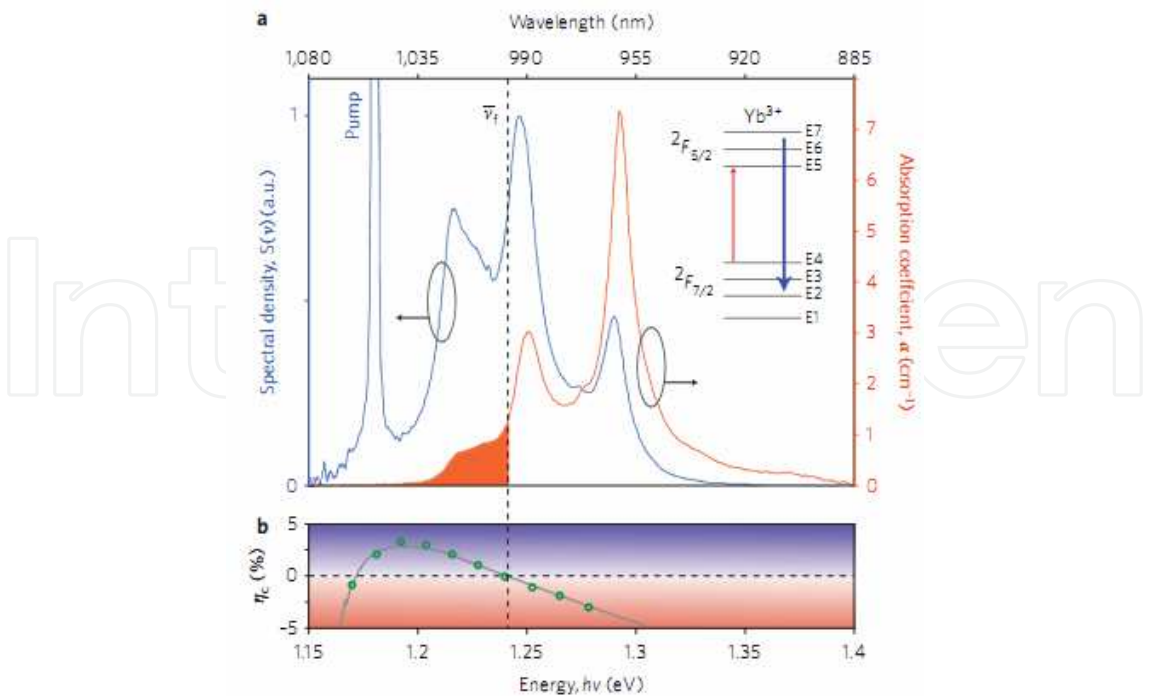 a
Wavelength (nm)
1,080 1,035 990 955 920 885
Spectral density, S(ν) (a.u.)
1
0
Pump
ν̄f
Yb³⁺
²F₅/₂
E7
E6
E5
²F₇/₂
E4
E3
E2
E1
7
6
5
4
3
2
1
0
Absorption coeffcient, α (cm⁻¹)
b
ηc (%)
5
0
-5
1.15 1.2 1.25 1.3 1.35 1.4
Energy, hν (eV)